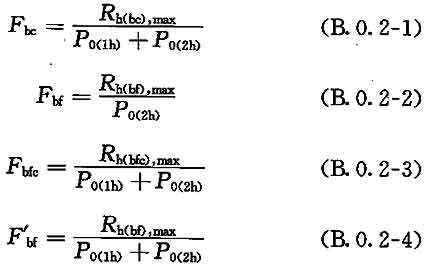 F_bc = R_h(bc),max / (P_0(1h) + P_0(2h)) (B.0.2-1)
F_bf = R_h(bf),max / P_0(2h) (B.0.2-2)
F_bfc = R_h(bfc),max / (P_0(1h) + P_0(2h)) (B.0.2-3)
F′_bf = R_h(bf),max / (P_0(1h) + P_0(2h)) (B.0.2-4)